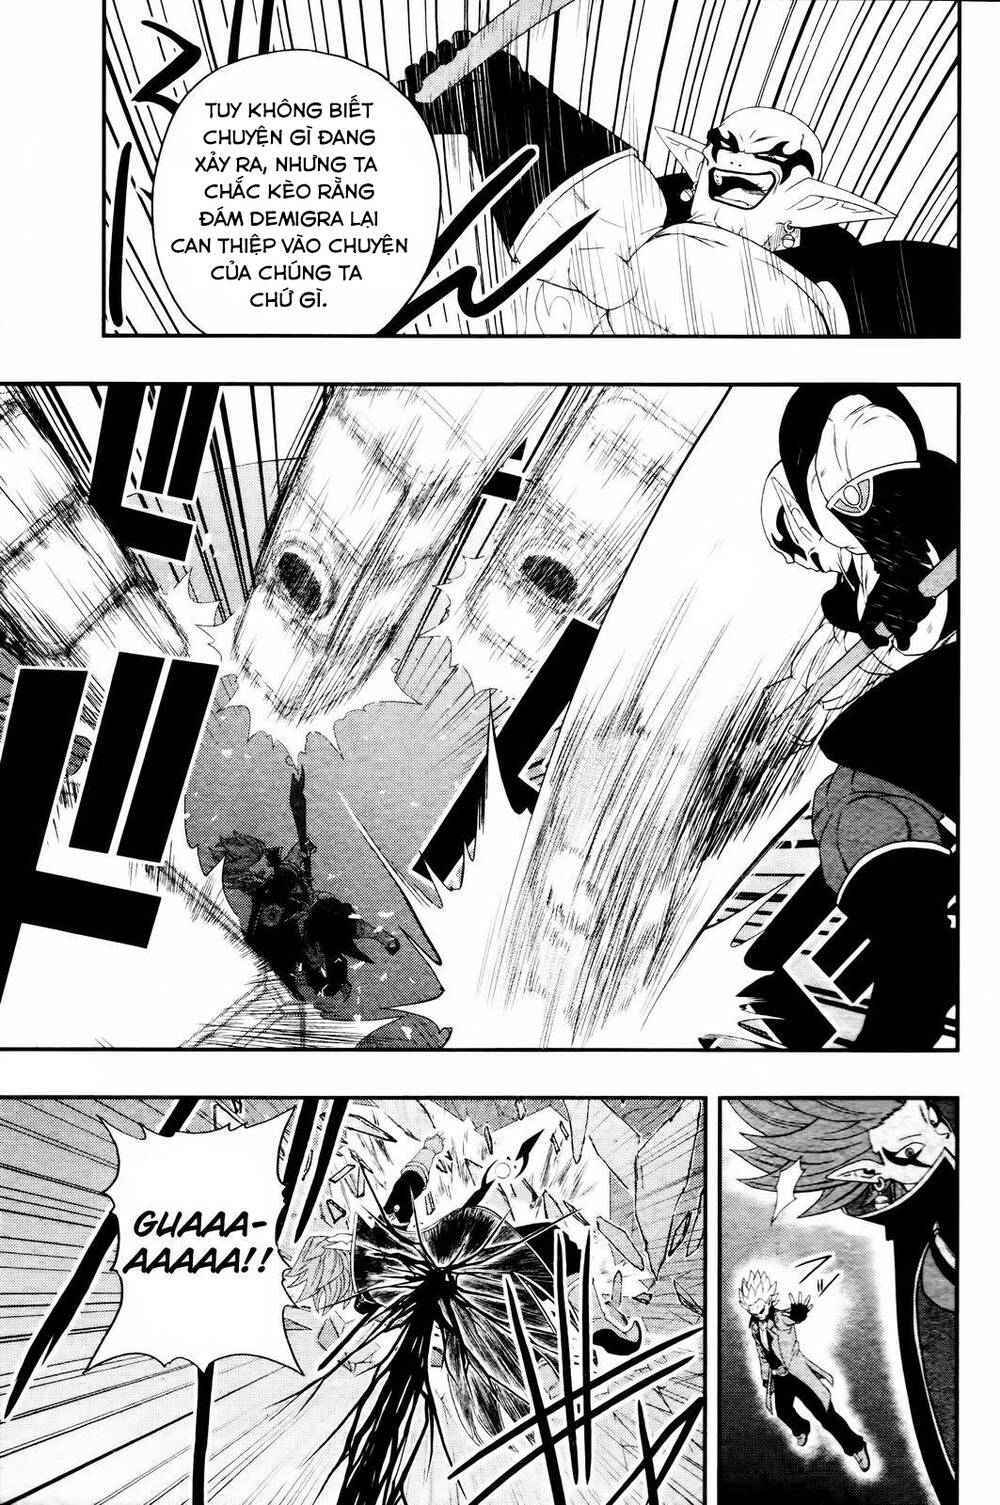 TUY KHÔNG BIẾT
CHUYỆN GÌ ĐANG
XẢY RA, NHƯNG TA
CHẮC KÈO RẰNG
ĐÁM DEMIGRA LẠI
CAN THIỆP VÀO CHUYỆN
CỦA CHÚNG TA
CHỨ GÌ.
GUAAA-
AAAAA!!